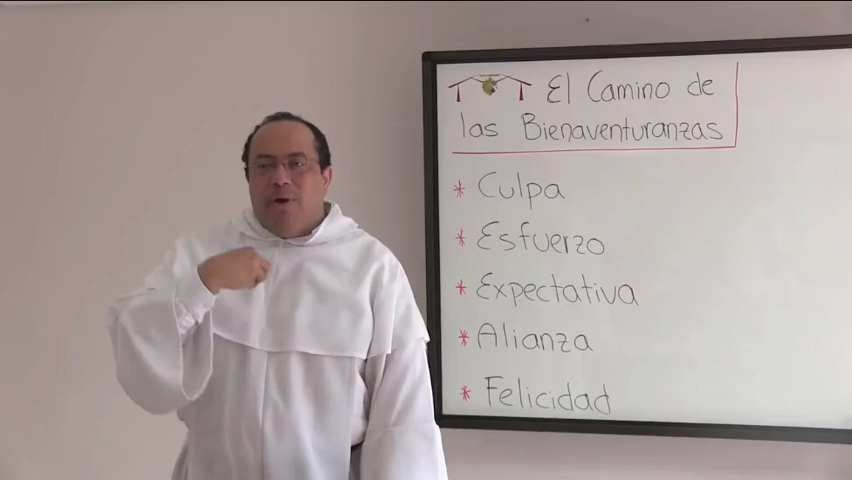 El Camino de
las Bienaventuranzas
* Culpa
* Esfuerzo
* Expectativa
* Alianza
* Felicidad